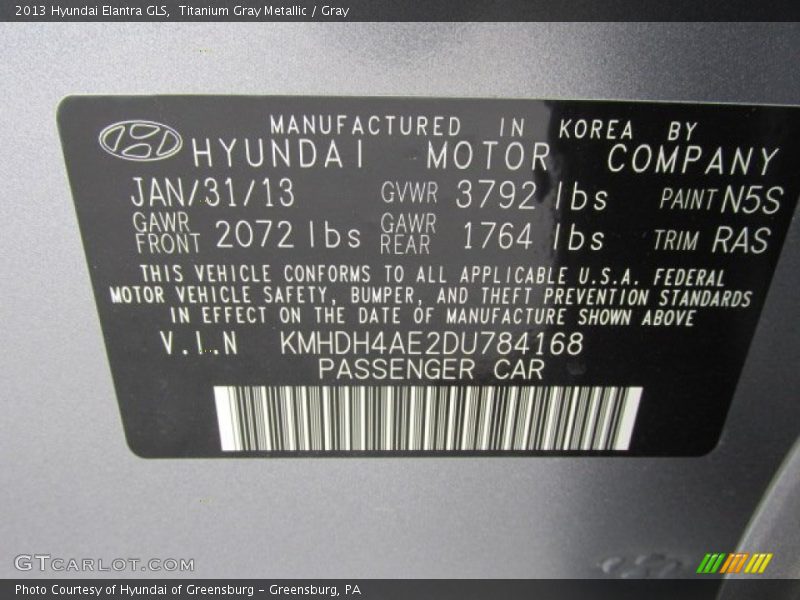 2013 Hyundai Elantra GLS, Titanium Gray Metallic / Gray
MANUFACTURED IN KOREA BY
HYUNDAI MOTOR COMPANY
JAN/31/13 GVWR 3792 lbs PAINT N5S
GAWR FRONT 2072 lbs GAWR REAR 1764 lbs TRIM RAS
THIS VEHICLE CONFORMS TO ALL APPLICABLE U.S.A. FEDERAL
MOTOR VEHICLE SAFETY, BUMPER, AND THEFT PREVENTION STANDARDS
IN EFFECT ON THE DATE OF MANUFACTURE SHOWN ABOVE
V.I.N KMHDH4AE2DU784168
PASSENGER CAR
GTCARLOT.COM
Photo Courtesy of Hyundai of Greensburg - Greensburg, PA